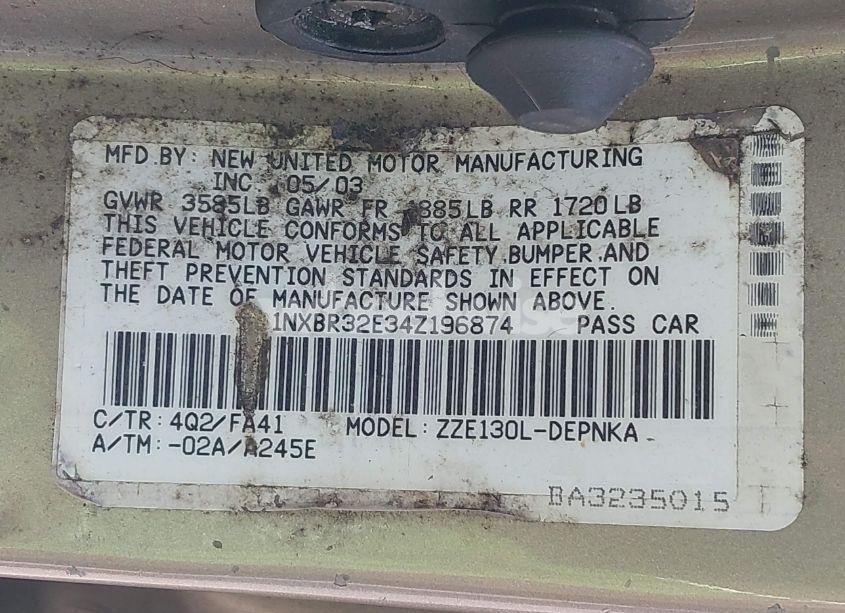 MFD BY: NEW UNITED MOTOR MANUFACTURING
INC. 05/03
GVWR 3585LB GAWR FR 1885LB RR 1720LB
THIS VEHICLE CONFORMS TO ALL APPLICABLE
FEDERAL MOTOR VEHICLE SAFETY,BUMPER,AND
THEFT PREVENTION STANDARDS IN EFFECT ON
THE DATE OF MANUFACTURE SHOWN ABOVE.
1NXBR32E34Z196874 PASS CAR
C/TR: 4Q2/FA41 MODEL: ZZE130L-DEPNKA
A/TM: -02A/A245E
BA3235015